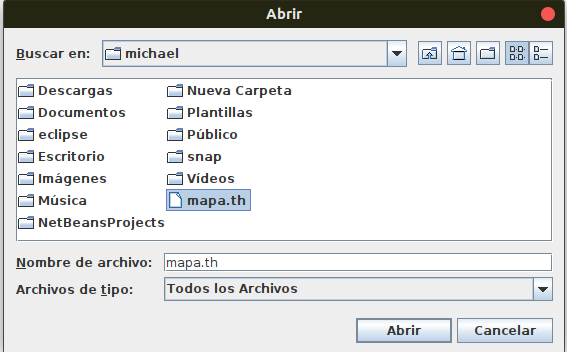 Abrir
Buscar en: michael
Descargas Nueva Carpeta
Documentos Plantillas
eclipse Público
Escritorio snap
Imágenes Vídeos
Música mapa.th
NetBeansProjects
Nombre de archivo: mapa.th
Archivos de tipo: Todos los Archivos
Abrir Cancelar